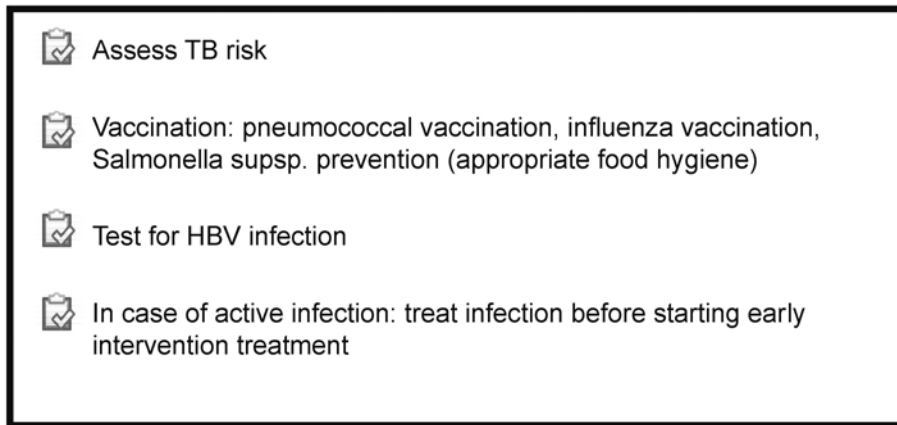 Assess TB risk
Vaccination: pneumococcal vaccination, influenza vaccination,
Salmonella supsp. prevention (appropriate food hygiene)
Test for HBV infection
In case of active infection: treat infection before starting early
intervention treatment